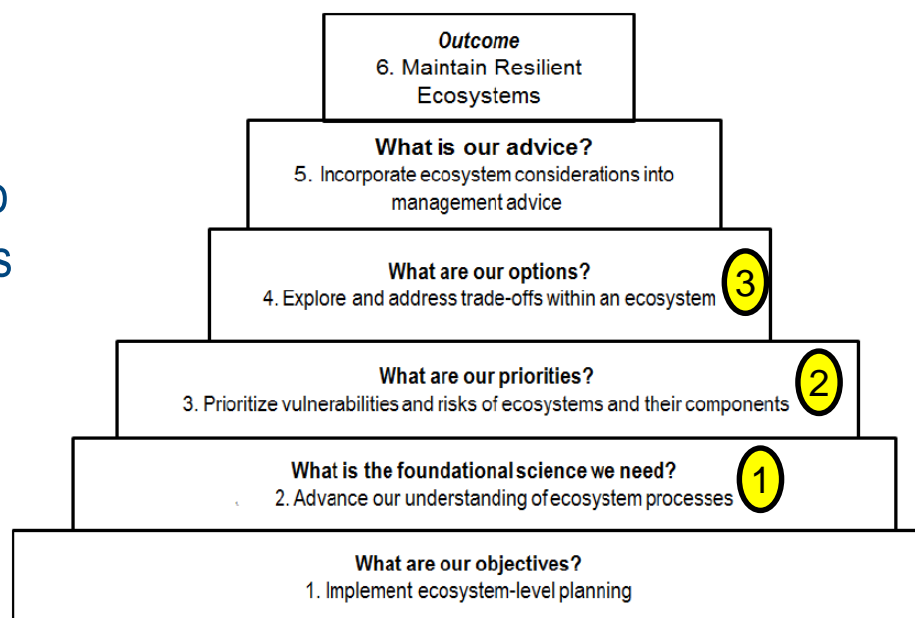 Outcome
6. Maintain Resilient
Ecosystems
What is our advice?
5. Incorporate ecosystem considerations into
management advice
What are our options?
4. Explore and address trade-offs within an ecosystem
3
What are our priorities?
3. Prioritize vulnerabilities and risks of ecosystems and their components
2
What is the foundational science we need?
2. Advance our understanding of ecosystem processes
1
What are our objectives?
1. Implement ecosystem-level planning